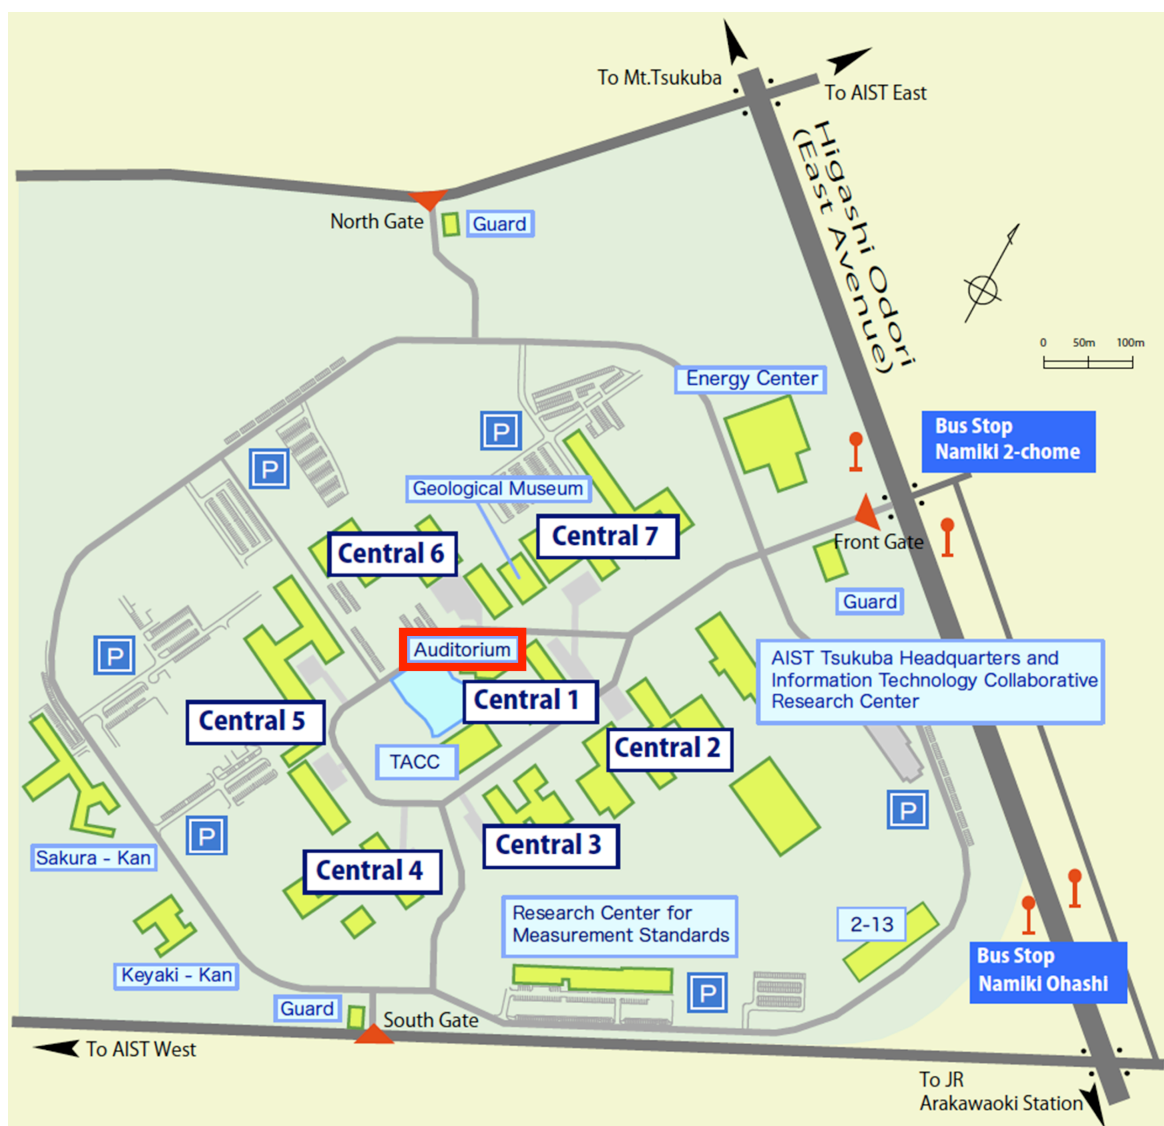 To Mt.Tsukuba
To AIST East
Higashi Odori
(East Avenue)
North Gate
Guard
0 50m 100m
Energy Center
Bus Stop
Namiki 2-chome
P
P
Geological Museum
Central 7
Central 6
Front Gate
Guard
P
Auditorium
AIST Tsukuba Headquarters and
Information Technology Collaborative
Research Center
Central 1
Central 5
Central 2
TACC
P
P
Central 3
Sakura - Kan
Central 4
Research Center for
Measurement Standards
2-13
Bus Stop
Namiki Ohashi
Keyaki - Kan
P
Guard
South Gate
To AIST West
To JR
Arakawaoki Station